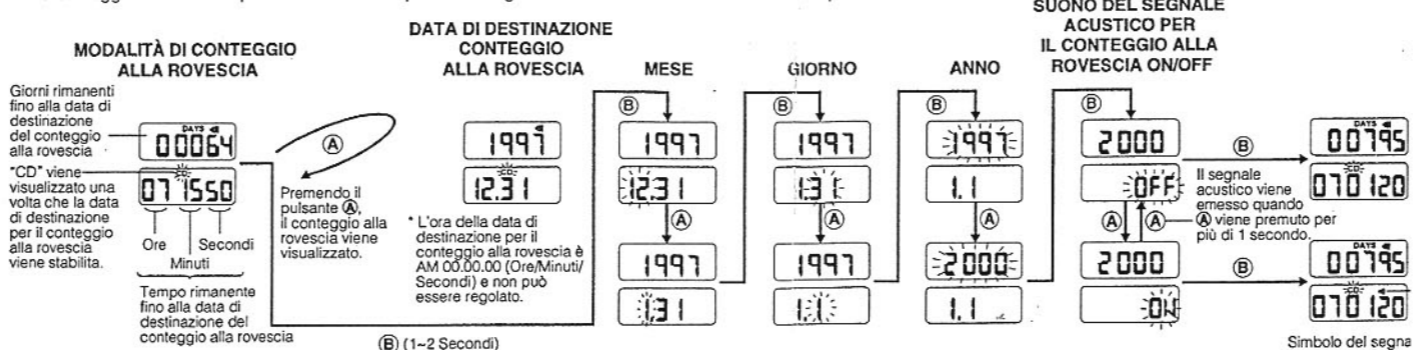 SUONO DEL SEGNALE
ACUSTICO PER
IL CONTEGGIO ALLA
ROVESCIA ON/OFF
DATA DI DESTINAZIONE
CONTEGGIO
ALLA ROVESCIA
MODALITÀ DI CONTEGGIO
ALLA ROVESCIA
MESE
GIORNO
ANNO
Giorni rimanenti
fino alla data di
destinazione
del conteggio
alla rovescia
"CD" viene
visualizzato una
volta che la data
di destinazione
per il conteggio
alla rovescia
viene stabilita.
DAYS
00064
CD
071550
Ore
Secondi
Minuti
Tempo rimanente
fino alla data di
destinazione del
conteggio alla rovescia
A
Premendo il
pulsante A,
il conteggio alla
rovescia viene
visualizzato.
1997
CD
12.31
* L'ora della data di
destinazione per il
conteggio alla rovescia è
AM 00.00.00 (Ore/Minuti/
Secondi) e non può
essere regolato.
B (1~2 Secondi)
B
1997
12.31
A
1997
1.31
B
1997
1.31
A
1997
1.1
B
1997
1.1
A
2000
1.1
B
2000
OFF
A
A
2000
ON
B
Il segnale
acustico viene
emesso quando
A viene premuto per
più di 1 secondo.
B
DAYS
00795
070120
DAYS
00795
CD
070120
Simbolo del segna